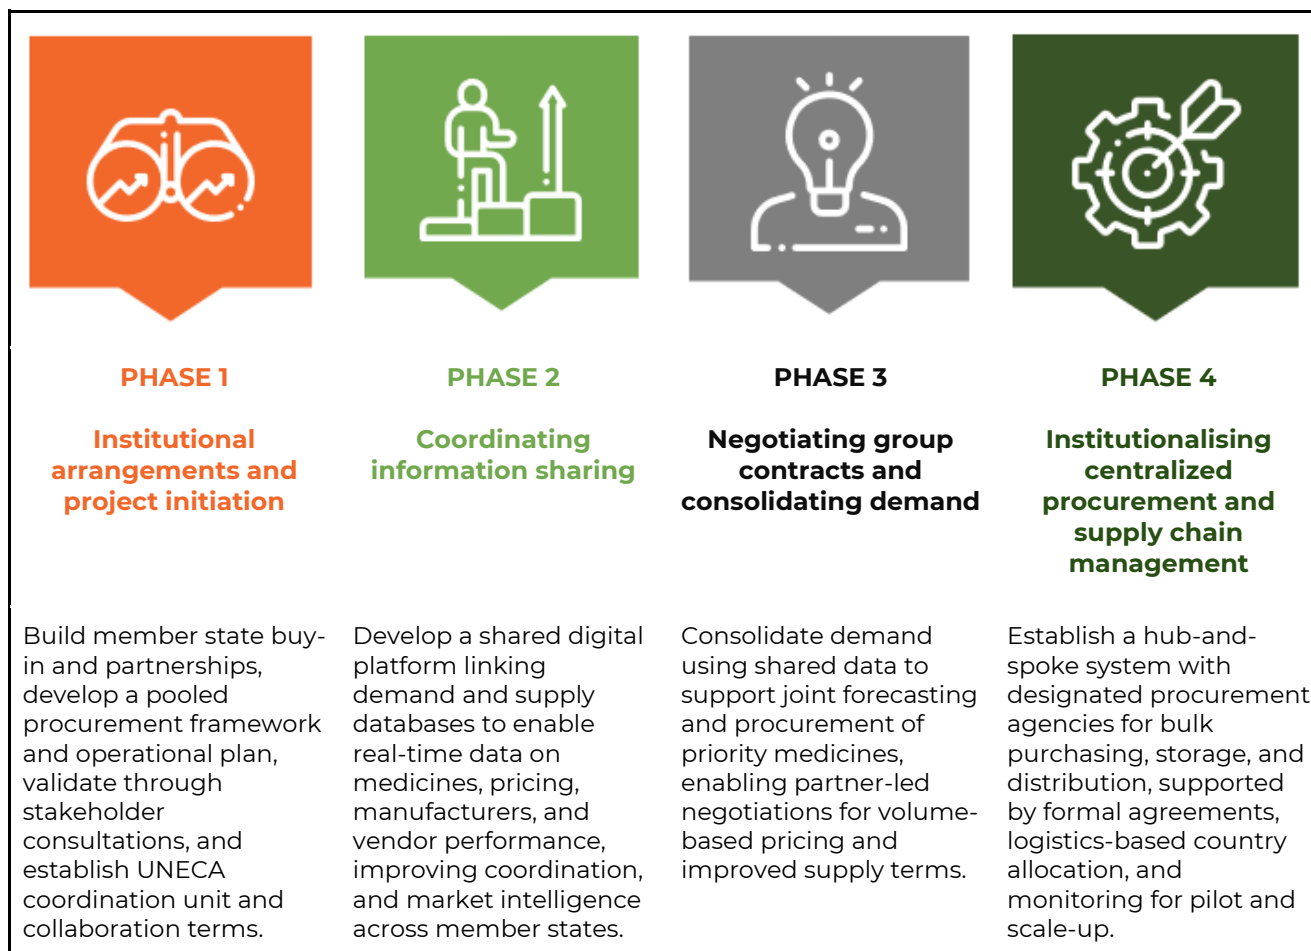 PHASE 1
Institutional
arrangements and
project initiation
Build member state buy-
in and partnerships,
develop a pooled
procurement framework
and operational plan,
validate through
stakeholder
consultations, and
establish UNECA
coordination unit and
collaboration terms.
PHASE 2
Coordinating
information sharing
Develop a shared digital
platform linking
demand and supply
databases to enable
real-time data on
medicines, pricing,
manufacturers, and
vendor performance,
improving coordination,
and market intelligence
across member states.
PHASE 3
Negotiating group
contracts and
consolidating demand
Consolidate demand
using shared data to
support joint forecasting
and procurement of
priority medicines,
enabling partner-led
negotiations for volume-
based pricing and
improved supply terms.
PHASE 4
Institutionalising
centralized
procurement and
supply chain
management
Establish a hub-and-
spoke system with
designated procurement
agencies for bulk
purchasing, storage, and
distribution, supported
by formal agreements,
logistics-based country
allocation, and
monitoring for pilot and
scale-up.